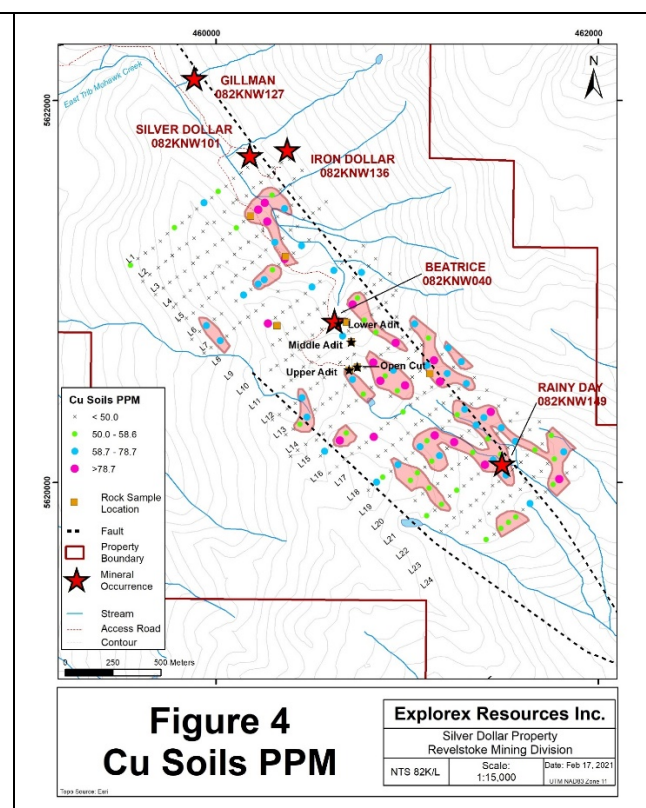 460000
462000
5622000
5620000
N
East Trib Mohawk Creek
GILLMAN
082KNW127
SILVER DOLLAR
082KNW101
IRON DOLLAR
082KNW136
BEATRICE
082KNW040
Lower Adit
Middle Adit
Upper Adit
Open Cut
RAINY DAY
082KNW149
L1
L2
L3
L4
L5
L6
L7
L8
L9
L10
L11
L12
L13
L14
L15
L16
L17
L18
L19
L20
L21
L22
L23
L24
Cu Soils PPM
< 50.0
50.0 - 58.6
58.7 - 78.7
>78.7
Rock Sample
Location
Fault
Property
Boundary
Mineral
Occurrence
Stream
Access Road
Contour
0 250 500 Meters
Figure 4
Cu Soils PPM
Explorex Resources Inc.
Silver Dollar Property
Revelstoke Mining Division
NTS 82K/L
Scale:
1:15,000
Date: Feb 17, 2021
UTM NAD83 Zone 11
Topo Source: Esri